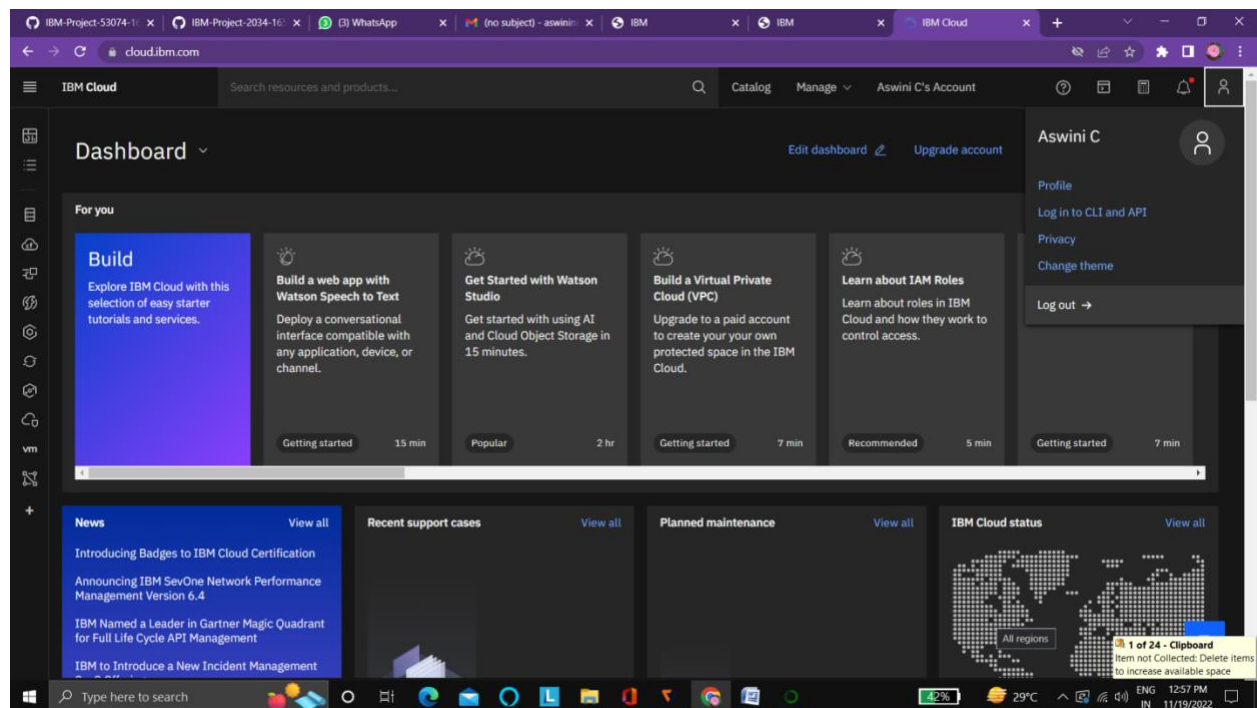 IBM-Project-53074-16
IBM-Project-2034-165
(3) WhatsApp
(no subject) - aswinin
IBM
IBM
IBM Cloud
cloud.ibm.com
IBM Cloud
Search resources and products...
Catalog
Manage
Aswini C's Account
Dashboard
Edit dashboard
Upgrade account
Aswini C
Profile
Log in to CLI and API
Privacy
Change theme
Log out →
For you
Build
Explore IBM Cloud with this
selection of easy starter
tutorials and services.
Build a web app with
Watson Speech to Text
Deploy a conversational
interface compatible with
any application, device, or
channel.
Getting started 15 min
Get Started with Watson
Studio
Get started with using AI
and Cloud Object Storage in
15 minutes.
Popular 2 hr
Build a Virtual Private
Cloud (VPC)
Upgrade to a paid account
to create your your own
protected space in the IBM
Cloud.
Getting started 7 min
Learn about IAM Roles
Learn about roles in IBM
Cloud and how they work to
control access.
Recommended 5 min
Getting started 7 min
vm
News View all
Introducing Badges to IBM Cloud Certification
Announcing IBM SevOne Network Performance
Management Version 6.4
IBM Named a Leader in Gartner Magic Quadrant
for Full Life Cycle API Management
IBM to Introduce a New Incident Management
Recent support cases View all
Planned maintenance View all
IBM Cloud status View all
All regions
1 of 24 - Clipboard
Item not Collected: Delete items
to increase available space
Type here to search
42%
29°C
ENG
IN
12:57 PM
11/19/2022